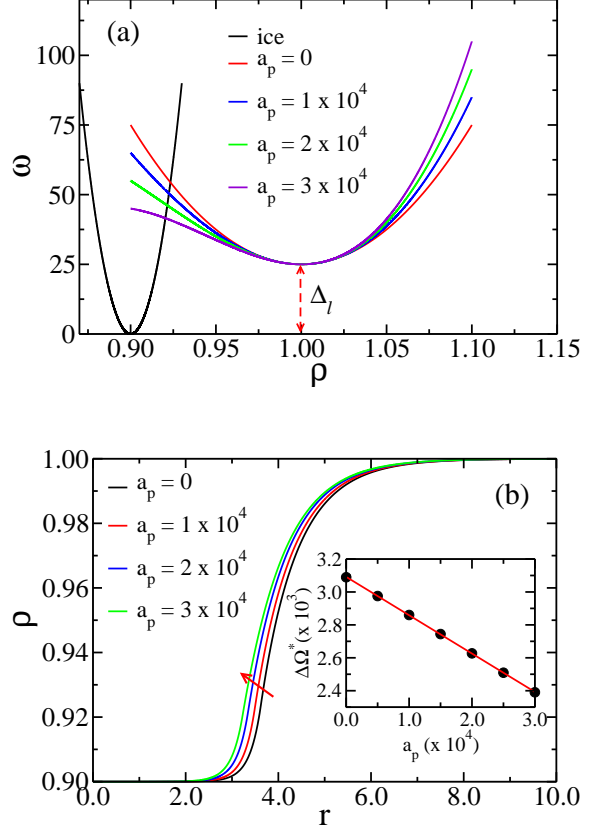 (a)
ice
a_p = 0
a_p = 1 x 10^4
a_p = 2 x 10^4
a_p = 3 x 10^4
ω
100
75
50
25
0
Δ_l
0.90 0.95 1.00 1.05 1.10 1.15
ρ
(b)
a_p = 0
a_p = 1 x 10^4
a_p = 2 x 10^4
a_p = 3 x 10^4
ρ
1.00
0.98
0.96
0.94
0.92
0.90
0.0 2.0 4.0 6.0 8.0 10.0
r
ΔΩ^* (x 10^3)
3.2
3.0
2.8
2.6
2.4
0.0 1.0 2.0 3.0
a_p (x 10^4)